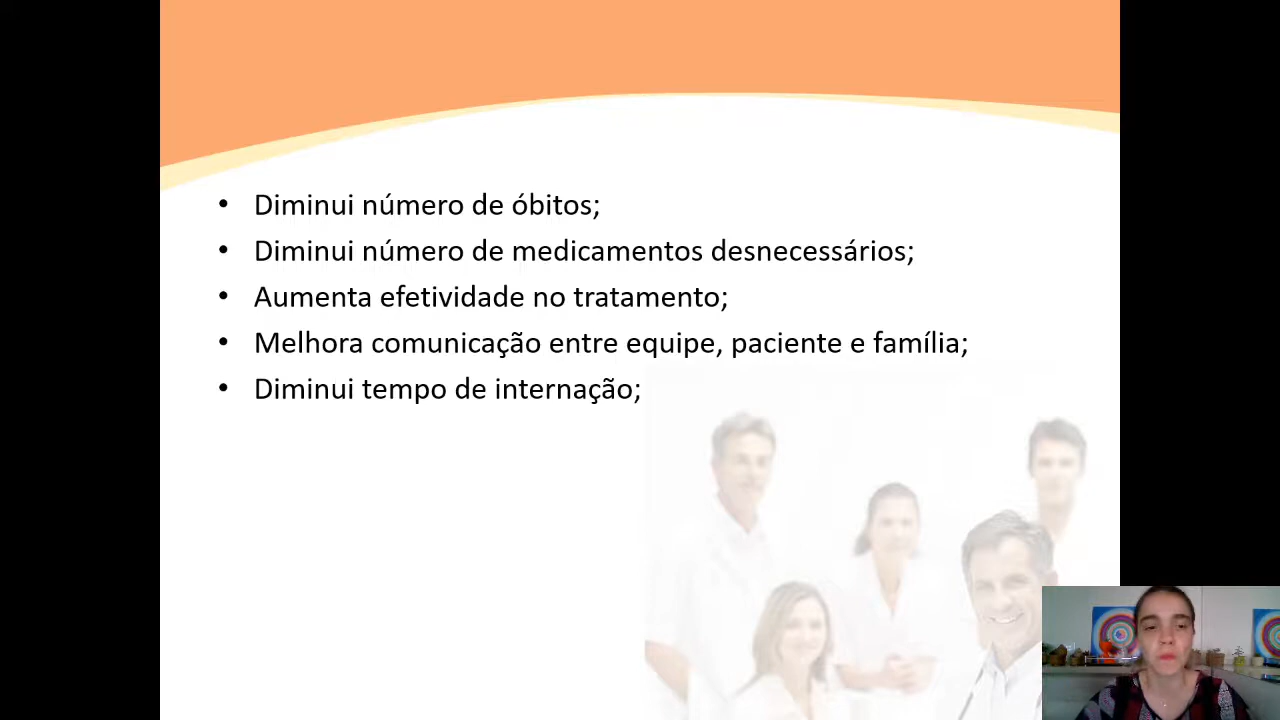 • Diminui número de óbitos;
• Diminui número de medicamentos desnecessários;
• Aumenta efetividade no tratamento;
• Melhora comunicação entre equipe, paciente e família;
• Diminui tempo de internação;